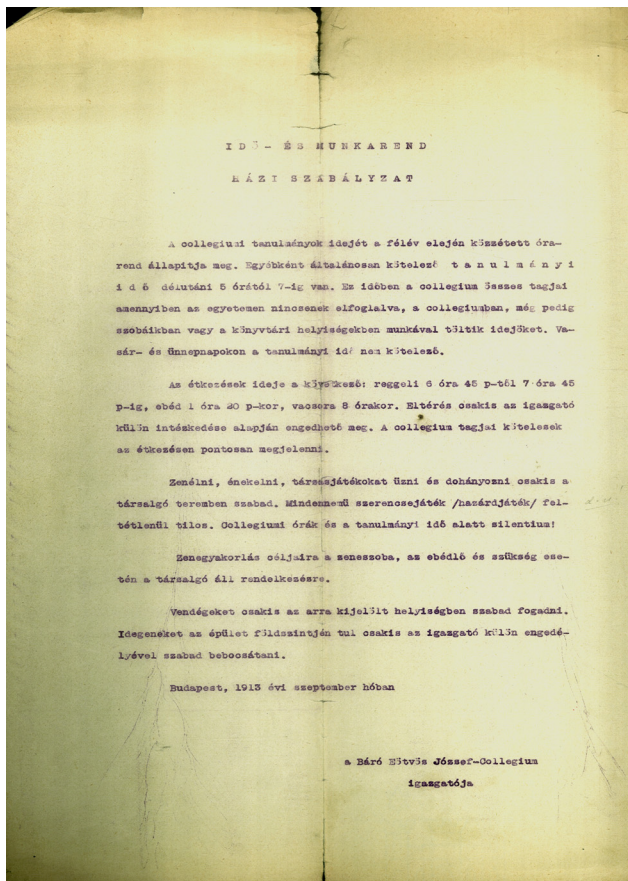 IDŐ- ÉS MUNKAREND
HÁZI SZABÁLYZAT
A collegiumi tanulmányok idejét a félév elején közzétett óra-
rend állapitja meg. Egyébként általánosan kötelező tanulmányi
idő délutáni 5 órától 7-ig van. Ez időben a collegium összes tagjai
amennyiben az egyetemen nincsenek elfoglalva, a collegiumban, még pedig
szobáikban vagy a könyvtári helyiségekben munkával töltik idejöket. Va-
sár- és ünnepnapokon a tanulmányi idő nem kötelező.
Az étkezések ideje a következő: reggeli 6 óra 45 p-től 7 óra 45
p-ig, ebéd 1 óra 20 p-kor, vacsora 8 órakor. Eltérés csakis az igazgató
külön intézkedése alapján engedhető meg. A collegium tagjai kötelesek
az étkezésen pontosan megjelenni.
Zenélni, énekelni, társasjátékokat üzni és dohányozni csakis a
társalgó teremben szabad. Mindennemü szerencsejáték /hazárdjáték/ fel-
tétlenül tilos. Collegiumi órák és a tanulmányi idő alatt silentium!
Zenegyakorlás céljaira a zeneszoba, az ebédlő és szükség ese-
tén a társalgó áll rendelkezésre.
Vendégeket csakis az arra kijelölt helyiségben szabad fogadni.
Idegeneket az épület földszintjén tul csakis az igazgató külön engedé-
lyével szabad bebocsátani.
Budapest, 1913 évi szeptember hóban
a Báró Eötvös József-Collegium
igazgatója